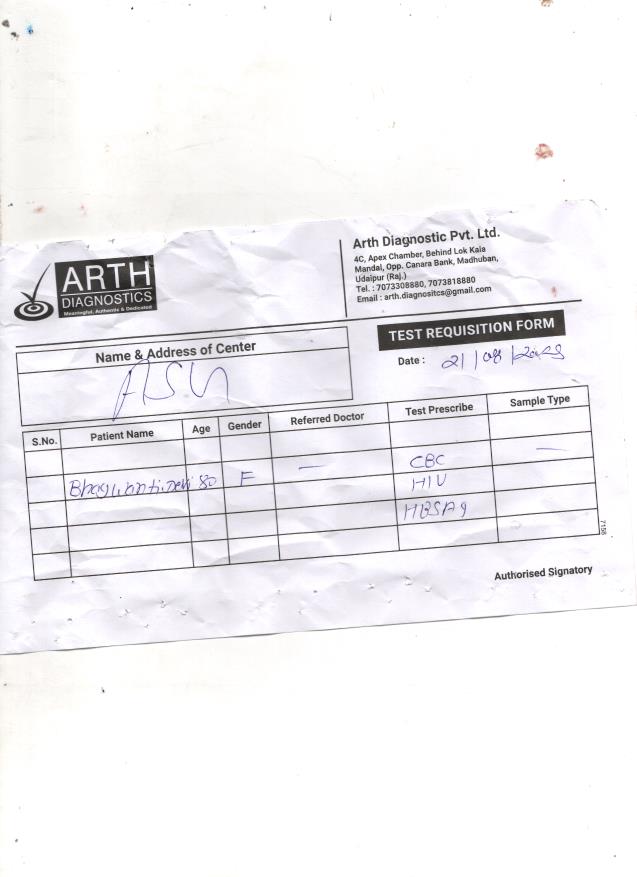 ARTH
DIAGNOSTICS
Meaningful, Authentic & Dedicated
Arth Diagnostic Pvt. Ltd.
4C, Apex Chamber, Behind Lok Kala
Mandal, Opp. Canara Bank, Madhuban,
Udaipur (Raj.)
Tel. : 7073308880, 7073818880
Email : arth.diagnositcs@gmail.com
TEST REQUISITION FORM
Name & Address of Center
Date : 21/08/2023
S.No. Patient Name Age Gender Referred Doctor Test Prescribe Sample Type
CBC —
80 F — HIV
HBSAg
7156
Authorised Signatory